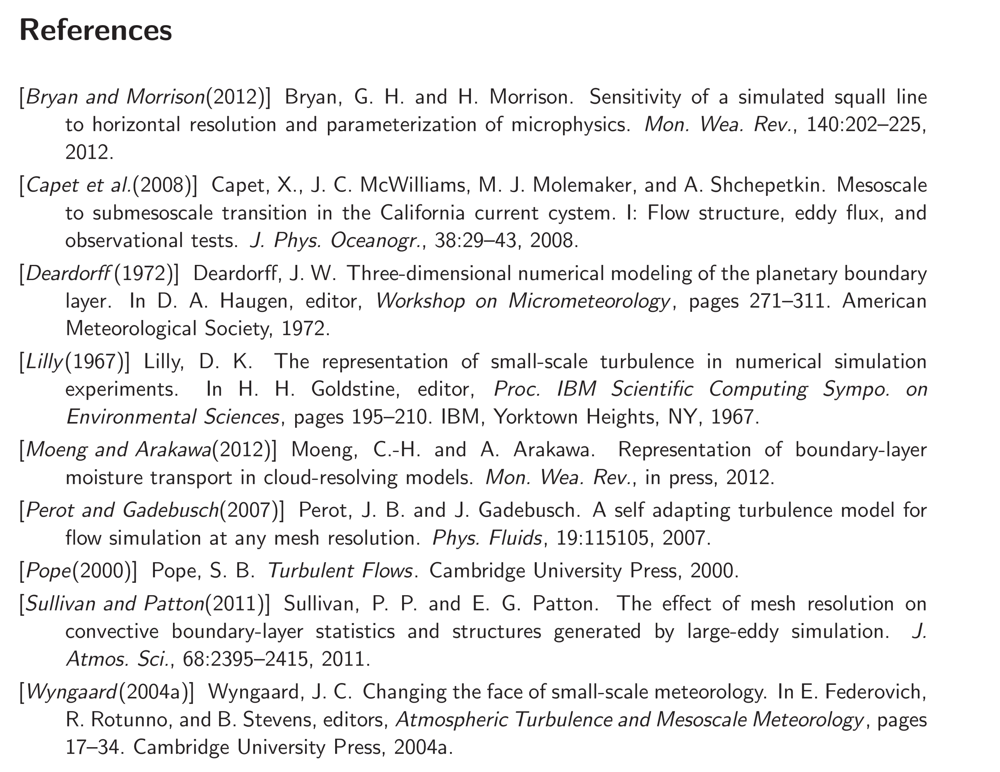 References
[Bryan and Morrison(2012)] Bryan, G. H. and H. Morrison. Sensitivity of a simulated squall line
to horizontal resolution and parameterization of microphysics. Mon. Wea. Rev., 140:202–225,
2012.
[Capet et al.(2008)] Capet, X., J. C. McWilliams, M. J. Molemaker, and A. Shchepetkin. Mesoscale
to submesoscale transition in the California current cystem. I: Flow structure, eddy flux, and
observational tests. J. Phys. Oceanogr., 38:29–43, 2008.
[Deardorff(1972)] Deardorff, J. W. Three-dimensional numerical modeling of the planetary boundary
layer. In D. A. Haugen, editor, Workshop on Micrometeorology, pages 271–311. American
Meteorological Society, 1972.
[Lilly(1967)] Lilly, D. K. The representation of small-scale turbulence in numerical simulation
experiments. In H. H. Goldstine, editor, Proc. IBM Scientific Computing Sympo. on
Environmental Sciences, pages 195–210. IBM, Yorktown Heights, NY, 1967.
[Moeng and Arakawa(2012)] Moeng, C.-H. and A. Arakawa. Representation of boundary-layer
moisture transport in cloud-resolving models. Mon. Wea. Rev., in press, 2012.
[Perot and Gadebusch(2007)] Perot, J. B. and J. Gadebusch. A self adapting turbulence model for
flow simulation at any mesh resolution. Phys. Fluids, 19:115105, 2007.
[Pope(2000)] Pope, S. B. Turbulent Flows. Cambridge University Press, 2000.
[Sullivan and Patton(2011)] Sullivan, P. P. and E. G. Patton. The effect of mesh resolution on
convective boundary-layer statistics and structures generated by large-eddy simulation. J.
Atmos. Sci., 68:2395–2415, 2011.
[Wyngaard(2004a)] Wyngaard, J. C. Changing the face of small-scale meteorology. In E. Federovich,
R. Rotunno, and B. Stevens, editors, Atmospheric Turbulence and Mesoscale Meteorology, pages
17–34. Cambridge University Press, 2004a.